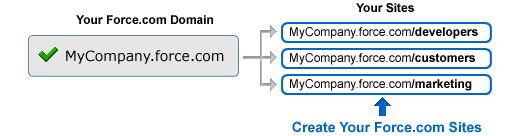 Your Force.com Domain
Your Sites
MyCompany.force.com
MyCompany.force.com/developers
MyCompany.force.com/customers
MyCompany.force.com/marketing
Create Your Force.com Sites